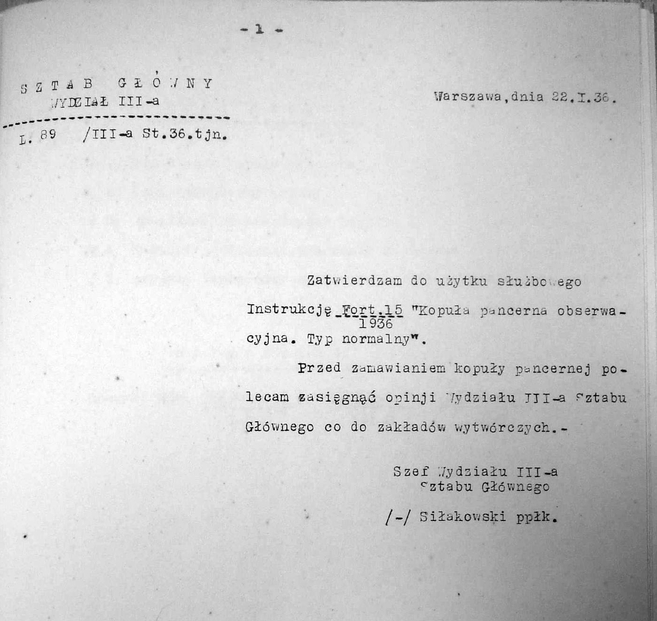 - 1 -
SZTAB GŁÓWNY
WYDZIAŁ III-a
L. 89 /III-a St.36.tjn.
Warszawa,dnia 22.I.36.
Zatwierdzam do użytku służbowego
Instrukcję Fort.15 "Kopuła pancerna obserwa-
1936
cyjna. Typ normalny".
Przed zamawianiem kopuły pancernej po-
lecam zasięgnąć opinji Wydziału III-a Sztabu
Głównego co do zakładów wytwórczych.-
Szef Wydziału III-a
Sztabu Głównego
/-/ Siłakowski ppłk.